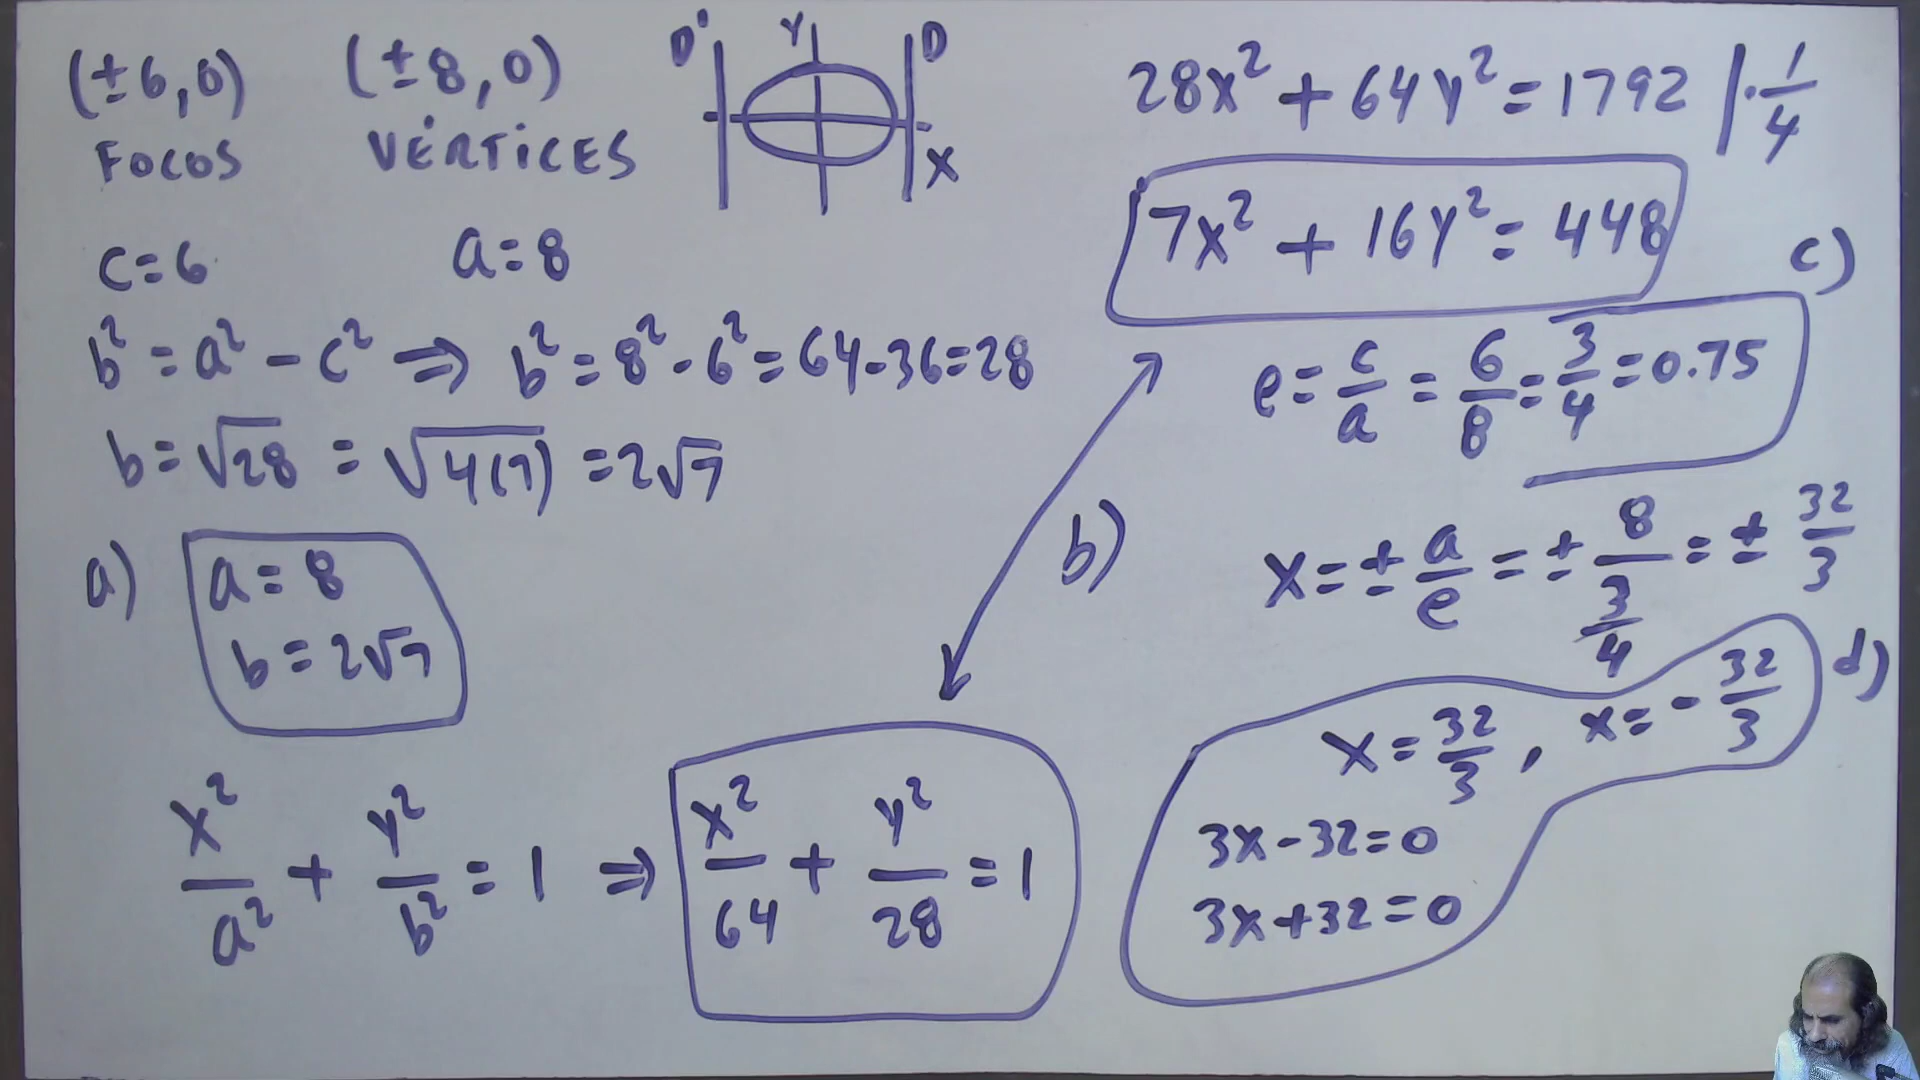 (±6,0) (±8,0)
FOCOS VÉRTICES
D' Y D
X
c=6 a=8
b²=a²-c² ⇒ b²=8²-6²=64-36=28
b=√28 = √4(7) =2√7
a) a=8
b=2√7
x²/a² + y²/b² = 1 ⇒ x²/64 + y²/28 = 1
28x² + 64y² = 1792 |·1/4
7x² + 16y² = 448
b)
c)
e = c/a = 6/8 = 3/4 = 0.75
x = ± a/e = ± 8/(3/4) = ± 32/3
d)
x = 32/3, x = -32/3
3x-32=0
3x+32=0